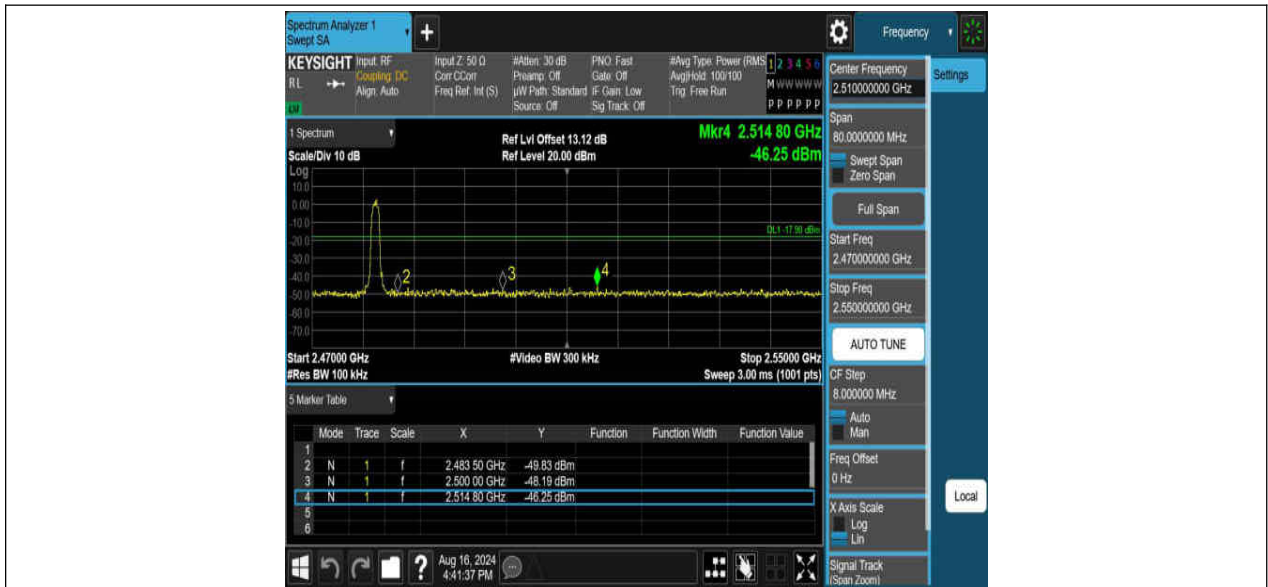 Spectrum Analyzer 1
Swept SA
+
Frequency
KEYSIGHT
RL
Input: RF
Coupling: DC
Align: Auto
Input Z: 50 Ω
Corr CCorr
Freq Ref: Int (S)
#Atten: 30 dB
Preamp: Off
µW Path: Standard
Source: Off
PNO: Fast
Gate: Off
IF Gain: Low
Sig Track: Off
#Avg Type: Power (RMS
Avg|Hold: 100/100
Trig: Free Run
1 2 3 4 5 6
M W W W W W
P P P P P P
Settings
Center Frequency
2.510000000 GHz
Span
80.0000000 MHz
Swept Span
Zero Span
Full Span
Start Freq
2.470000000 GHz
Stop Freq
2.550000000 GHz
AUTO TUNE
CF Step
8.000000 MHz
Auto
Man
Freq Offset
0 Hz
X Axis Scale
Log
Lin
Signal Track
(Span Zoom)
Local
1 Spectrum
Scale/Div 10 dB
Ref Lvl Offset 13.12 dB
Ref Level 20.00 dBm
Mkr4 2.514 80 GHz
-46.25 dBm
Log
10.0
0.00
-10.0
-20.0
-30.0
-40.0
-50.0
-60.0
-70.0
DL1 -17.90 dBm
2
3
4
Start 2.47000 GHz
#Res BW 100 kHz
#Video BW 300 kHz
Stop 2.55000 GHz
Sweep 3.00 ms (1001 pts)
5 Marker Table
Mode Trace Scale X Y Function Function Width Function Value
1
2 N 1 f 2.483 50 GHz -49.83 dBm
3 N 1 f 2.500 00 GHz -48.19 dBm
4 N 1 f 2.514 80 GHz -46.25 dBm
5
6
?
Aug 16, 2024
4:41:37 PM